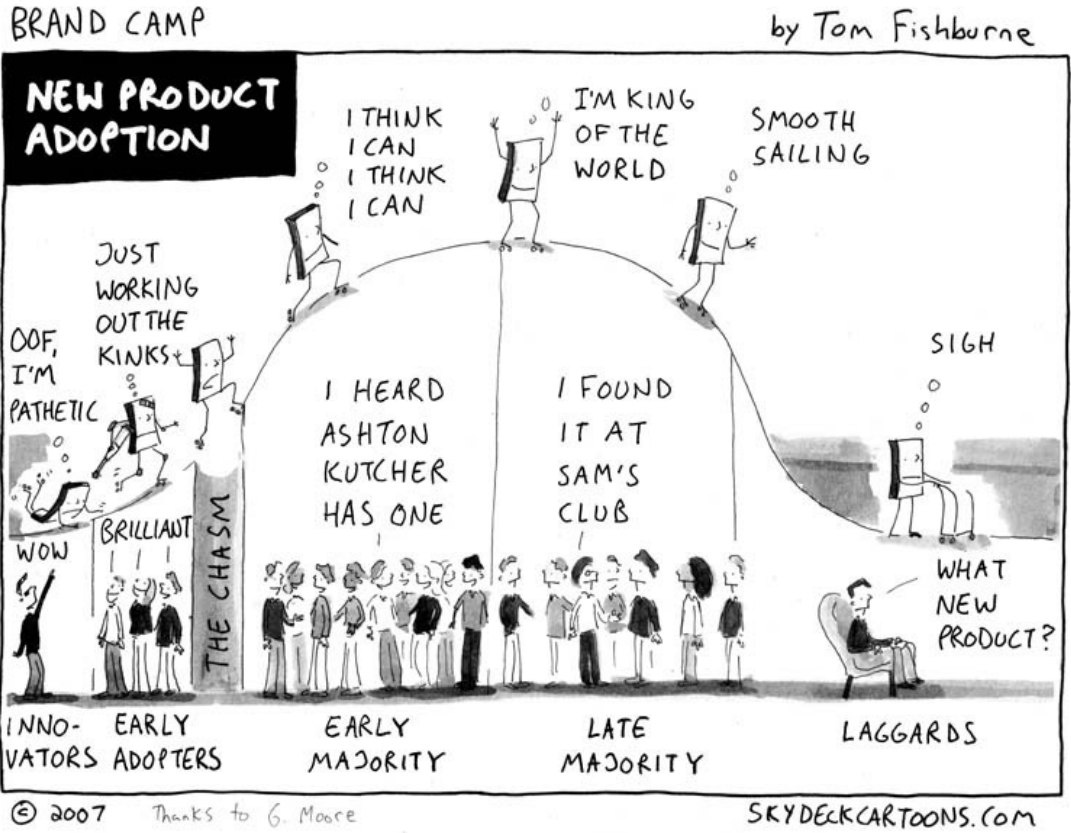 BRAND CAMP
by Tom Fishburne
NEW PRODUCT
ADOPTION
OOF,
I'M
PATHETIC
JUST
WORKING
OUT THE
KINKS
I THINK
I CAN
I THINK
I CAN
I'M KING
OF THE
WORLD
SMOOTH
SAILING
SIGH
WOW
BRILLIANT
THE CHASM
I HEARD
ASHTON
KUTCHER
HAS ONE
I FOUND
IT AT
SAM'S
CLUB
WHAT
NEW
PRODUCT?
INNO-
VATORS
EARLY
ADOPTERS
EARLY
MAJORITY
LATE
MAJORITY
LAGGARDS
© 2007
Thanks to G. Moore
SKYDECKCARTOONS.COM